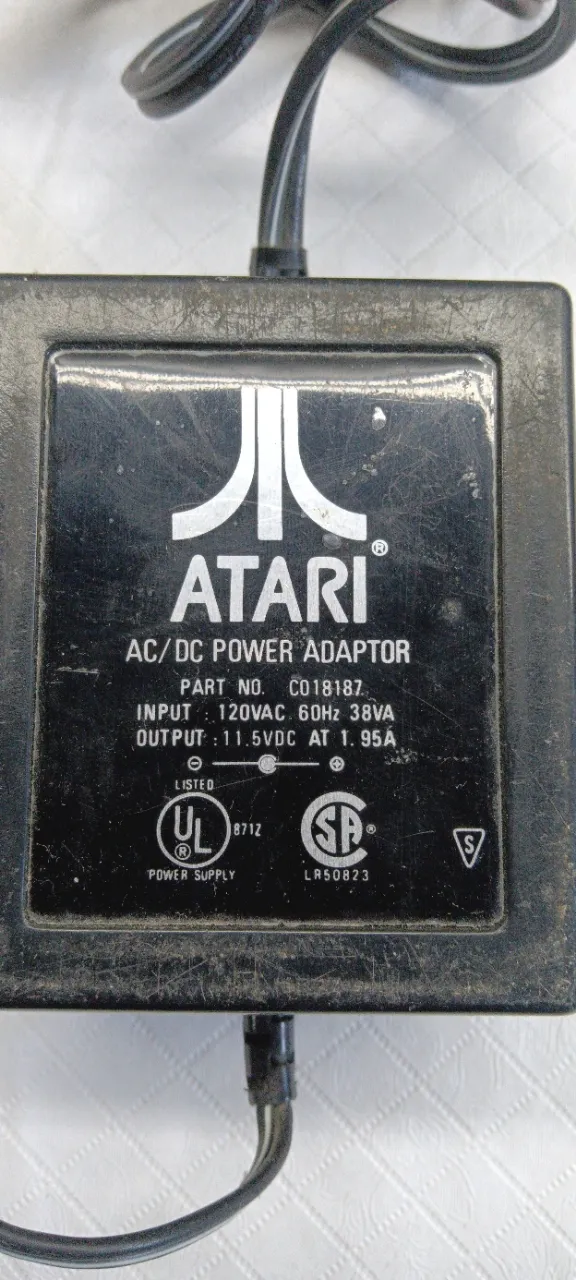 ATARI®
AC/DC POWER ADAPTOR
PART NO. C018187
INPUT : 120VAC 60Hz 38VA
OUTPUT : 11.5VDC AT 1.95A
LISTED
UL® 871Z
POWER SUPPLY
SA®
LR50823
S